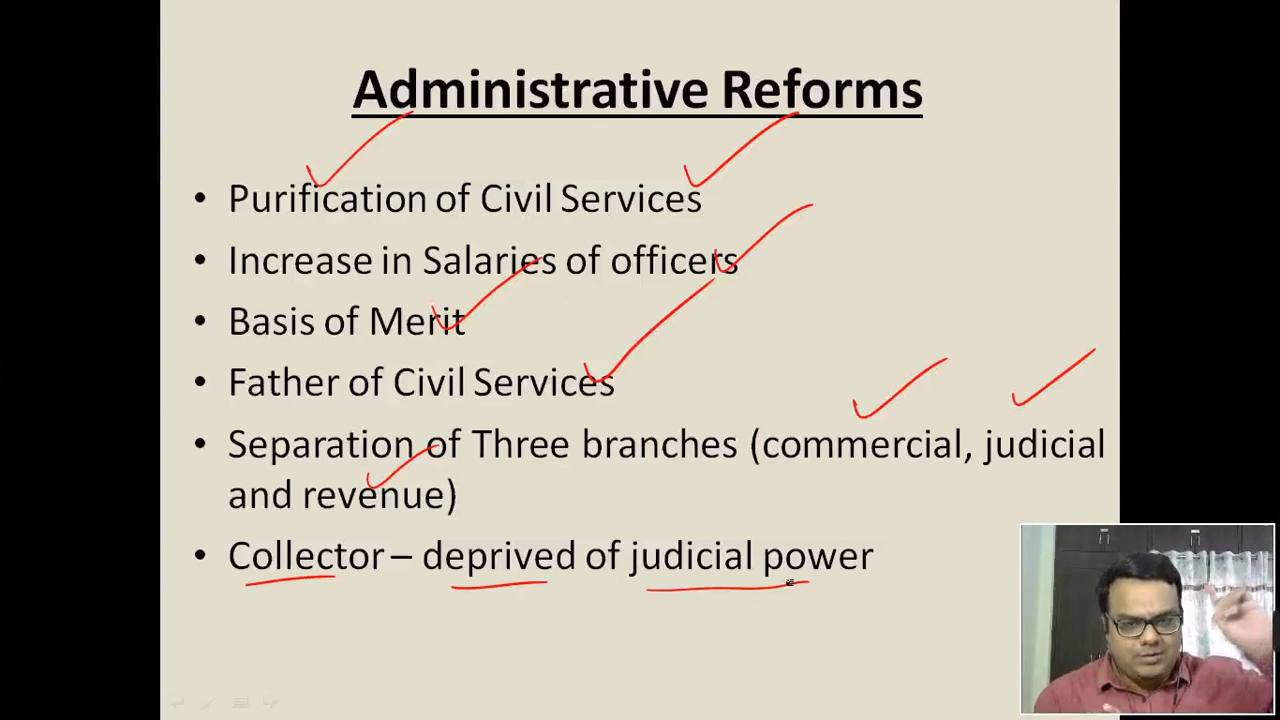 Administrative Reforms
• Purification of Civil Services
• Increase in Salaries of officers
• Basis of Merit
• Father of Civil Services
• Separation of Three branches (commercial, judicial
and revenue)
• Collector – deprived of judicial power